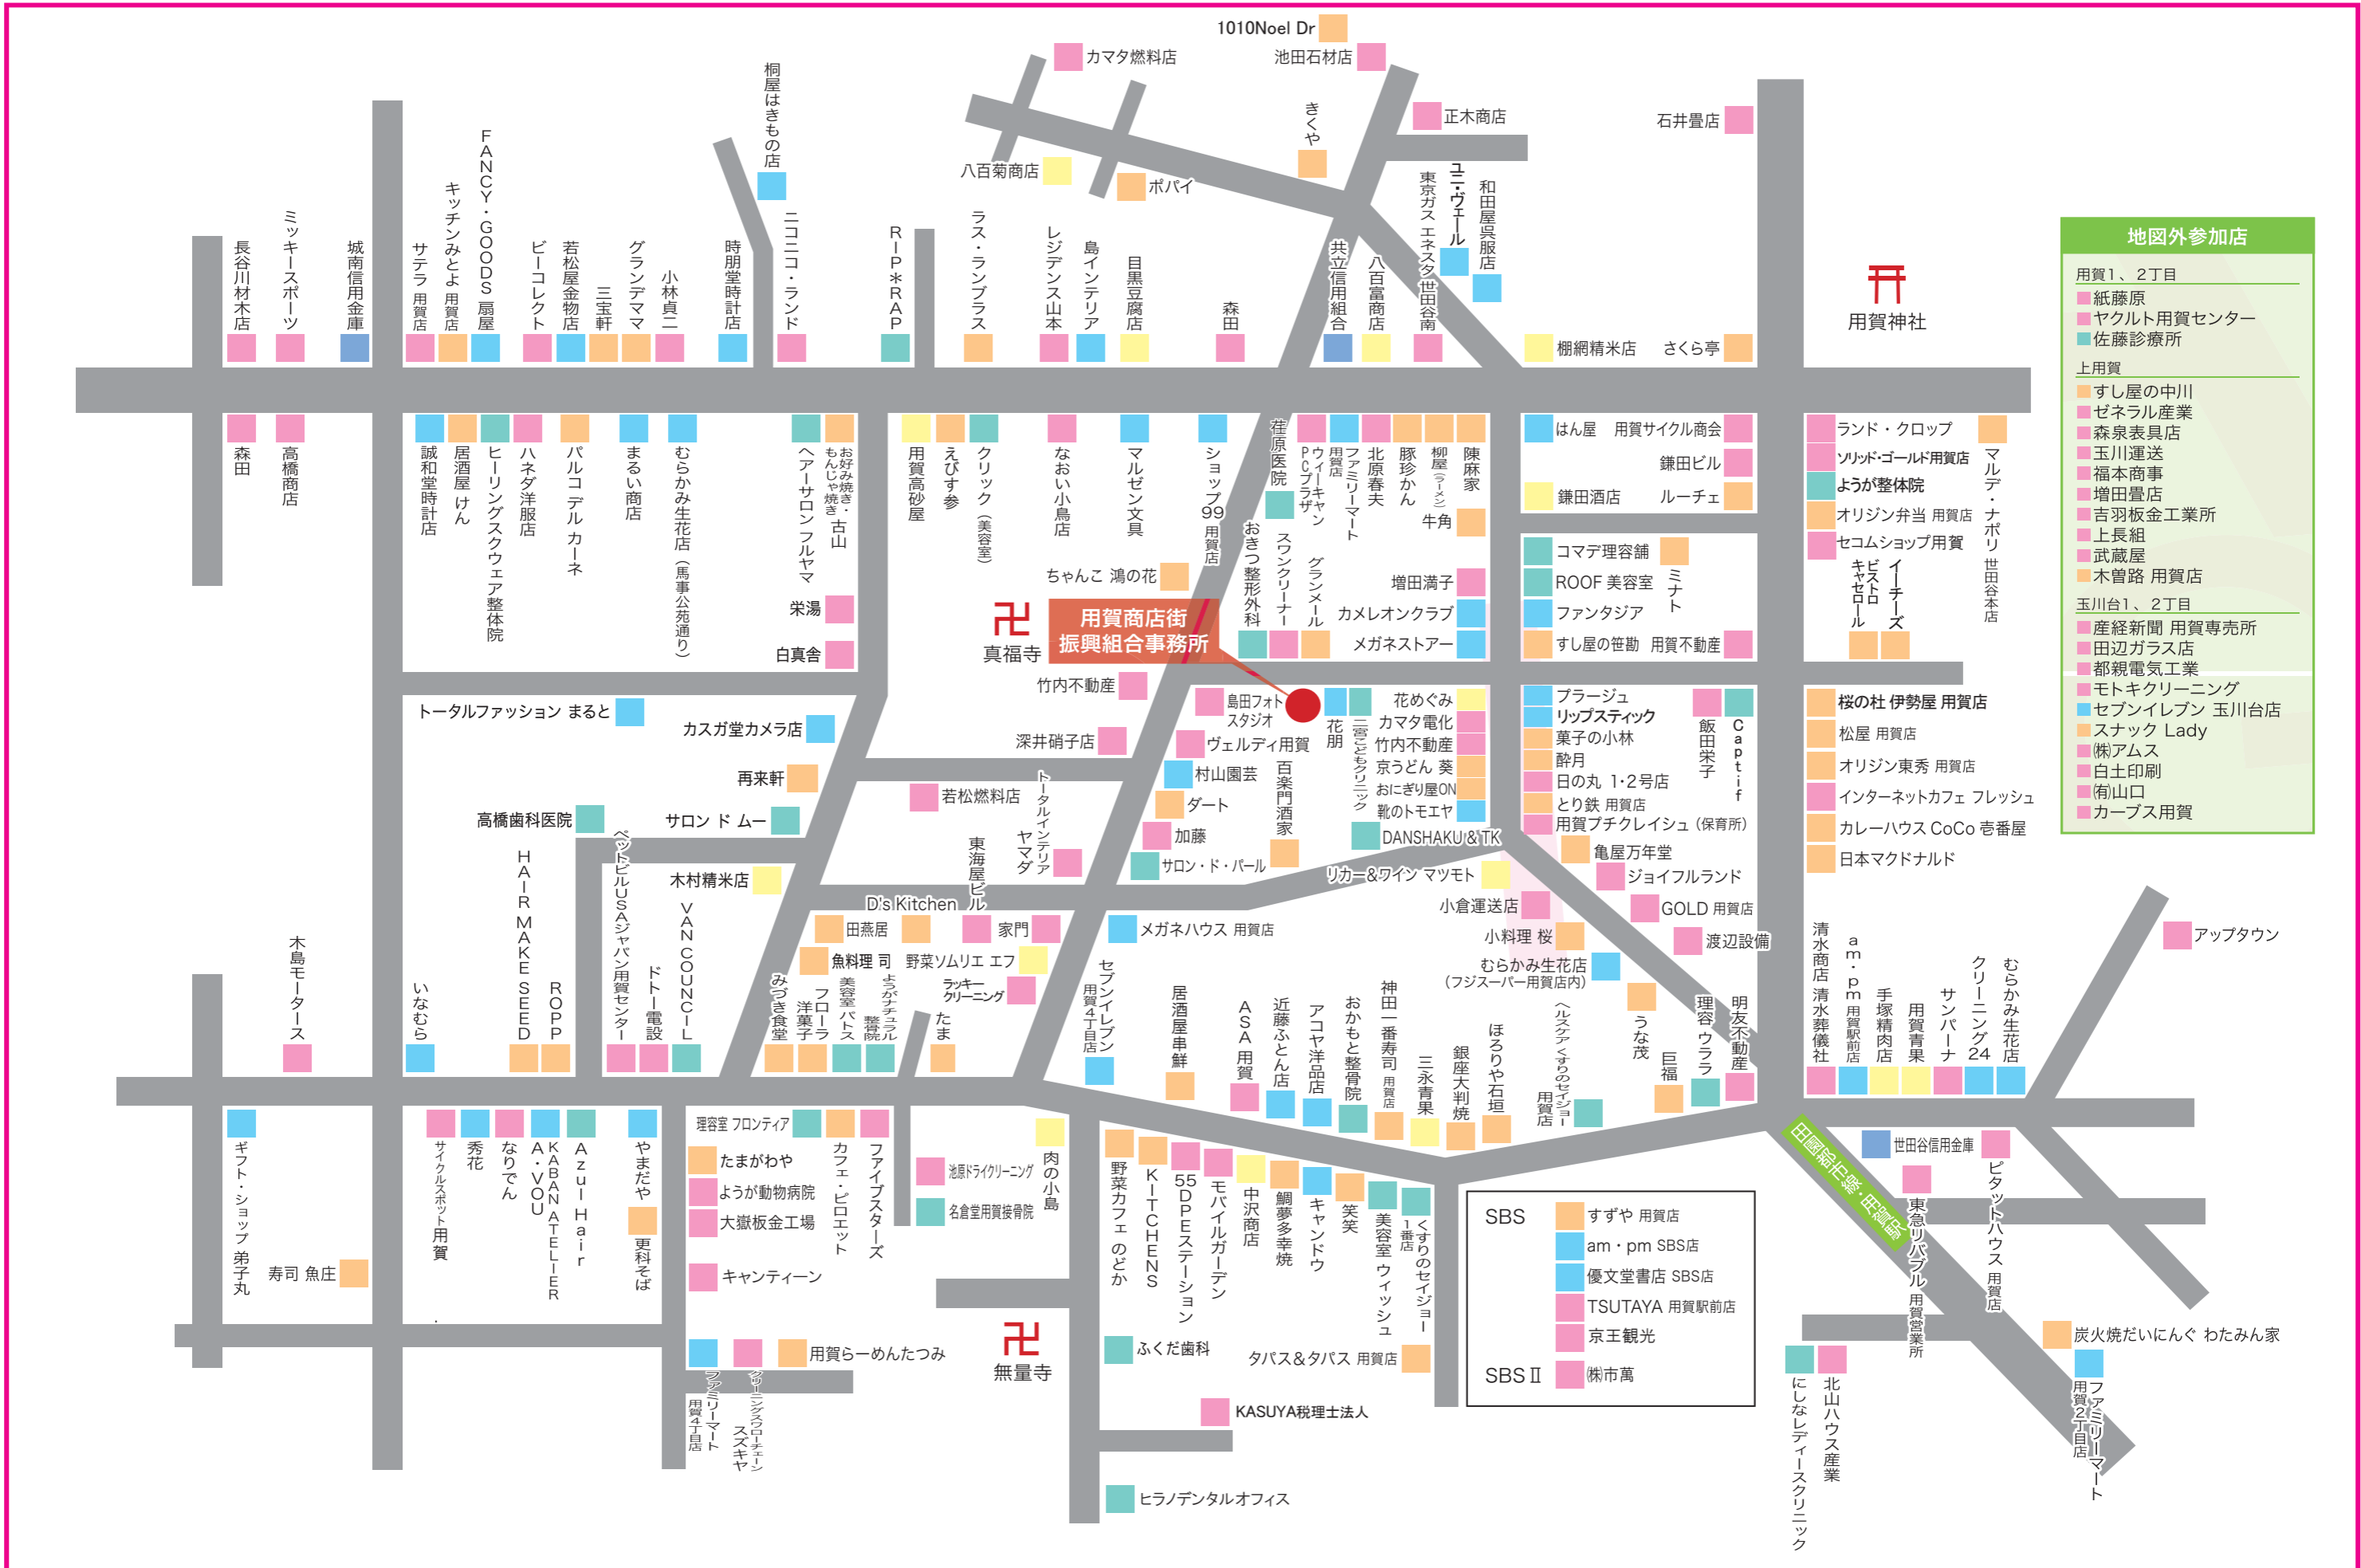 1010Noel Dr
池田石材店
カマタ燃料店
桐屋はきもの店
きくや
正木商店
石井畳店
八百菊商店
ポパイ
長谷川材木店
ミッキースポーツ
城南信用金庫
サテラ 用賀店
キッチンみとよ 用賀店
FANCY・GOODS 扇屋
ビーコレクト
若松屋金物店
三宝軒
グランデママ
小林貞二
時朋堂時計店
ニコニコ・ランド
RIP＊RAP
ラス・ランブラス
レジデンス山本
島インテリア
目黒豆腐店
森田
共立信用組合
八百富商店
東京ガス エネスタ世田谷南
ユニ・ヴェール
和田屋呉服店
棚網精米店
さくら亭
用賀神社
森田
高橋商店
誠和堂時計店
居酒屋 けん
ヒーリングスクウェア整体院
ハネダ洋服店
パルコ デル カーネ
まるい商店
むらかみ生花店（馬事公苑通り）
ヘアーサロン フルヤマ
お好み焼き・もんじゃ焼き 古山
用賀高砂屋
えびす参
クリック（美容室）
なおい小鳥店
マルゼン文具
ショップ99 用賀店
荏原医院
ウィーキャン PCプラザ
ファミリーマート 用賀店
北原春夫
豚珍かん
柳屋（ラーメン）
陳麻家
牛角
はん屋
用賀サイクル商会
鎌田ビル
鎌田酒店
ルーチェ
ランド・クロップ
ソリッド・ゴールド用賀店
ようが整体院
オリジン弁当 用賀店
セコムショップ用賀
マルデ・ナポリ 世田谷本店
ビストロ キャセロール
イーチーズ
栄湯
白真舎
真福寺
ちゃんこ 鴻の花
用賀商店街
振興組合事務所
おきつ整形外科
スワンクリーナー
グランメール
増田満子
カメレオンクラブ
メガネストアー
コマデ理容舗
ミナト
ROOF 美容室
ファンタジア
すし屋の笹勘
用賀不動産
竹内不動産
トータルファッション まると
カスガ堂カメラ店
再来軒
高橋歯科医院
サロン ド ムー
深井硝子店
若松燃料店
トータルインテリア ヤマダ
島田フォト
スタジオ
花朋
二宮こどもクリニック
ヴェルディ用賀
村山園芸
ダート
加藤
サロン・ド・パール
百楽門酒家
花めぐみ
カマタ電化
竹内不動産
京うどん 葵
おにぎり屋ON
靴のトモエヤ
DANSHAKU & TK
プラージュ
リップスティック
菓子の小林
酔月
日の丸 1・2号店
とり鉄 用賀店
用賀プチクレイシュ（保育所）
飯田栄子
Captif
桜の杜 伊勢屋 用賀店
松屋 用賀店
オリジン東秀 用賀店
インターネットカフェ フレッシュ
カレーハウス CoCo 壱番屋
日本マクドナルド
亀屋万年堂
ジョイフルランド
GOLD 用賀店
渡辺設備
リカー&ワイン マツモト
小倉運送店
小料理 桜
むらかみ生花店
（フジスーパー用賀店内）
うな茂
巨福
理容 ウララ
明友不動産
木村精米店
D's Kitchen
田燕居
東海屋ビル
家門
魚料理 司
野菜ソムリエ エフ
ラッキー
クリーニング
メガネハウス 用賀店
木島モータース
いなむら
HAIR MAKE SEED
ROPP
ペットビルUSAジャパン用賀センター
ドトー電設
VAN COUNCIL
みづき食堂
洋菓子 フローラ
美容室 バトス
ようがナチュラル整骨院
たま
セブンイレブン 用賀4丁目店
居酒屋串鮮
ASA 用賀
近藤ふとん店
アコヤ洋品店
おかもと整骨院
神田一番寿司 用賀店
三永青果
銀座大判焼
ほろりや石垣
ヘルスケア くすりのセイジョー 用賀店
清水商店 清水葬儀社
am・pm 用賀駅前店
手塚精肉店
用賀青果
サンパーナ
クリーニング24
むらかみ生花店
アップタウン
ギフト・ショップ 弟子丸
寿司 魚庄
サイクルスポット用賀
秀花
なりでん
KABAN ATELIER A・VOU
Azul Hair
やまだや
更科そば
理容室 フロンティア
たまがわや
ようが動物病院
大嶽板金工場
キャンティーン
カフェ・ピロエット
ファイブスターズ
池原ドライクリーニング
名倉堂用賀接骨院
肉の小島
野菜カフェ のどか
KITCHENS
55DPEステーション
モバイルガーデン
中沢商店
鯛夢多幸焼
キャンドウ
笑笑
美容室 ウィッシュ
くすりのセイジョー 1番店
ファミリーマート 用賀4丁目店
クリーニングスワローチェーン スズキヤ
用賀らーめんたつみ
無量寺
ふくだ歯科
タパス&タパス 用賀店
KASUYA税理士法人
ヒラノデンタルオフィス
SBS
すずや 用賀店
am・pm SBS店
優文堂書店 SBS店
TSUTAYA 用賀駅前店
京王観光
SBSⅡ
㈱市萬
田園都市線・用賀駅
世田谷信用金庫
東急リバブル 用賀営業所
ピタットハウス 用賀店
にしなレディースクリニック
北山ハウス産業
炭火焼だいにんぐ わたみん家
ファミリーマート 用賀2丁目店
地図外参加店
用賀1、2丁目
紙藤原
ヤクルト用賀センター
佐藤診療所
上用賀
すし屋の中川
ゼネラル産業
森泉表具店
玉川運送
福本商事
増田畳店
吉羽板金工業所
上長組
武蔵屋
木曽路 用賀店
玉川台1、2丁目
産経新聞 用賀専売所
田辺ガラス店
都親電気工業
モトキクリーニング
セブンイレブン 玉川台店
スナック Lady
㈱アムス
白土印刷
㈲山口
カーブス用賀